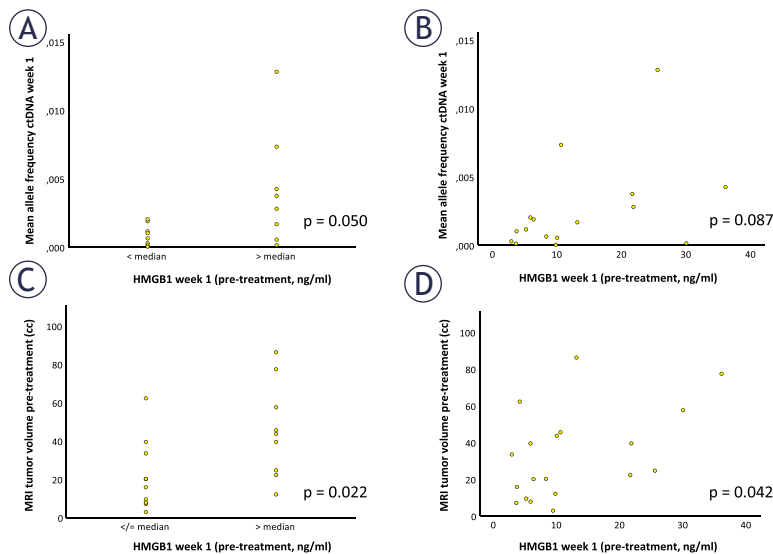 A
Mean allele frequency ctDNA week 1
,015
,010
,005
,000
p = 0.050
< median
> median
HMGB1 week 1 (pre-treatment, ng/ml)
B
Mean allele frequency ctDNA week 1
,015
,010
,005
,000
p = 0.087
0 10 20 30 40
HMGB1 week 1 (pre-treatment, ng/ml)
C
MRI tumor volume pre-treatment (cc)
100
80
60
40
20
0
p = 0.022
</= median
> median
HMGB1 week 1 (pre-treatment, ng/ml)
D
MRI tumor volume pre-treatment (cc)
100
80
60
40
20
0
p = 0.042
0 10 20 30 40
HMGB1 week 1 (pre-treatment, ng/ml)